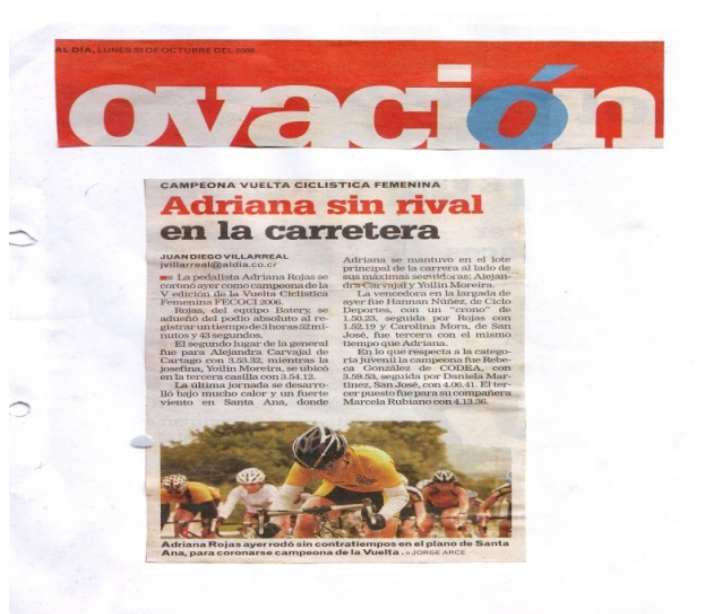 AL DÍA, LUNES 30 DE OCTUBRE DEL 2006
ovación
CAMPEONA VUELTA CICLISTICA FEMENINA
Adriana sin rival
en la carretera
JUAN DIEGO VILLARREAL
jvillarreal@aldia.co.cr
La pedalista Adriana Rojas se
coronó ayer como campeona de la
V edición de la Vuelta Ciclística
Femenina FECOCI 2006.
Rojas, del equipo Batery, se
adueñó del podio absoluto al re-
gistrar un tiempo de 3 horas 52 mi-
nutos y 43 segundos.
El segundo lugar de la general
fue para Alejandra Carvajal de
Cartago con 3.53.32, mientras la
josefina, Yoilin Moreira, se ubicó
en la tercera casilla con 3.54.12.
La última jornada se desarro-
lló bajo mucho calor y un fuerte
viento en Santa Ana, donde
Adriana se mantuvo en el lote
principal de la carrera al lado de
sus máximas seguidoras; Alejan-
dra Carvajal y Yoilin Moreira.
La vencedora en la largada de
ayer fue Hannan Núñez, de Ciclo
Deportes, con un "crono" de
1.50.23, seguida por Rojas con
1.52.19 y Carolina Mora, de San
José, fue tercera con el mismo
tiempo que Adriana.
En lo que respecta a la catego-
ría juvenil la campeona fue Rebe-
ca González de CODEA, con
3.59.53, seguida por Daniela Mar-
tínez, San José, con 4.06.41. El ter-
cer puesto fue para su compañera
Marcela Rubiano con 4.13.36.
Adriana Rojas ayer rodó sin contratiempos en el plano de Santa
Ana, para coronarse campeona de la Vuelta. » JORGE ARCE